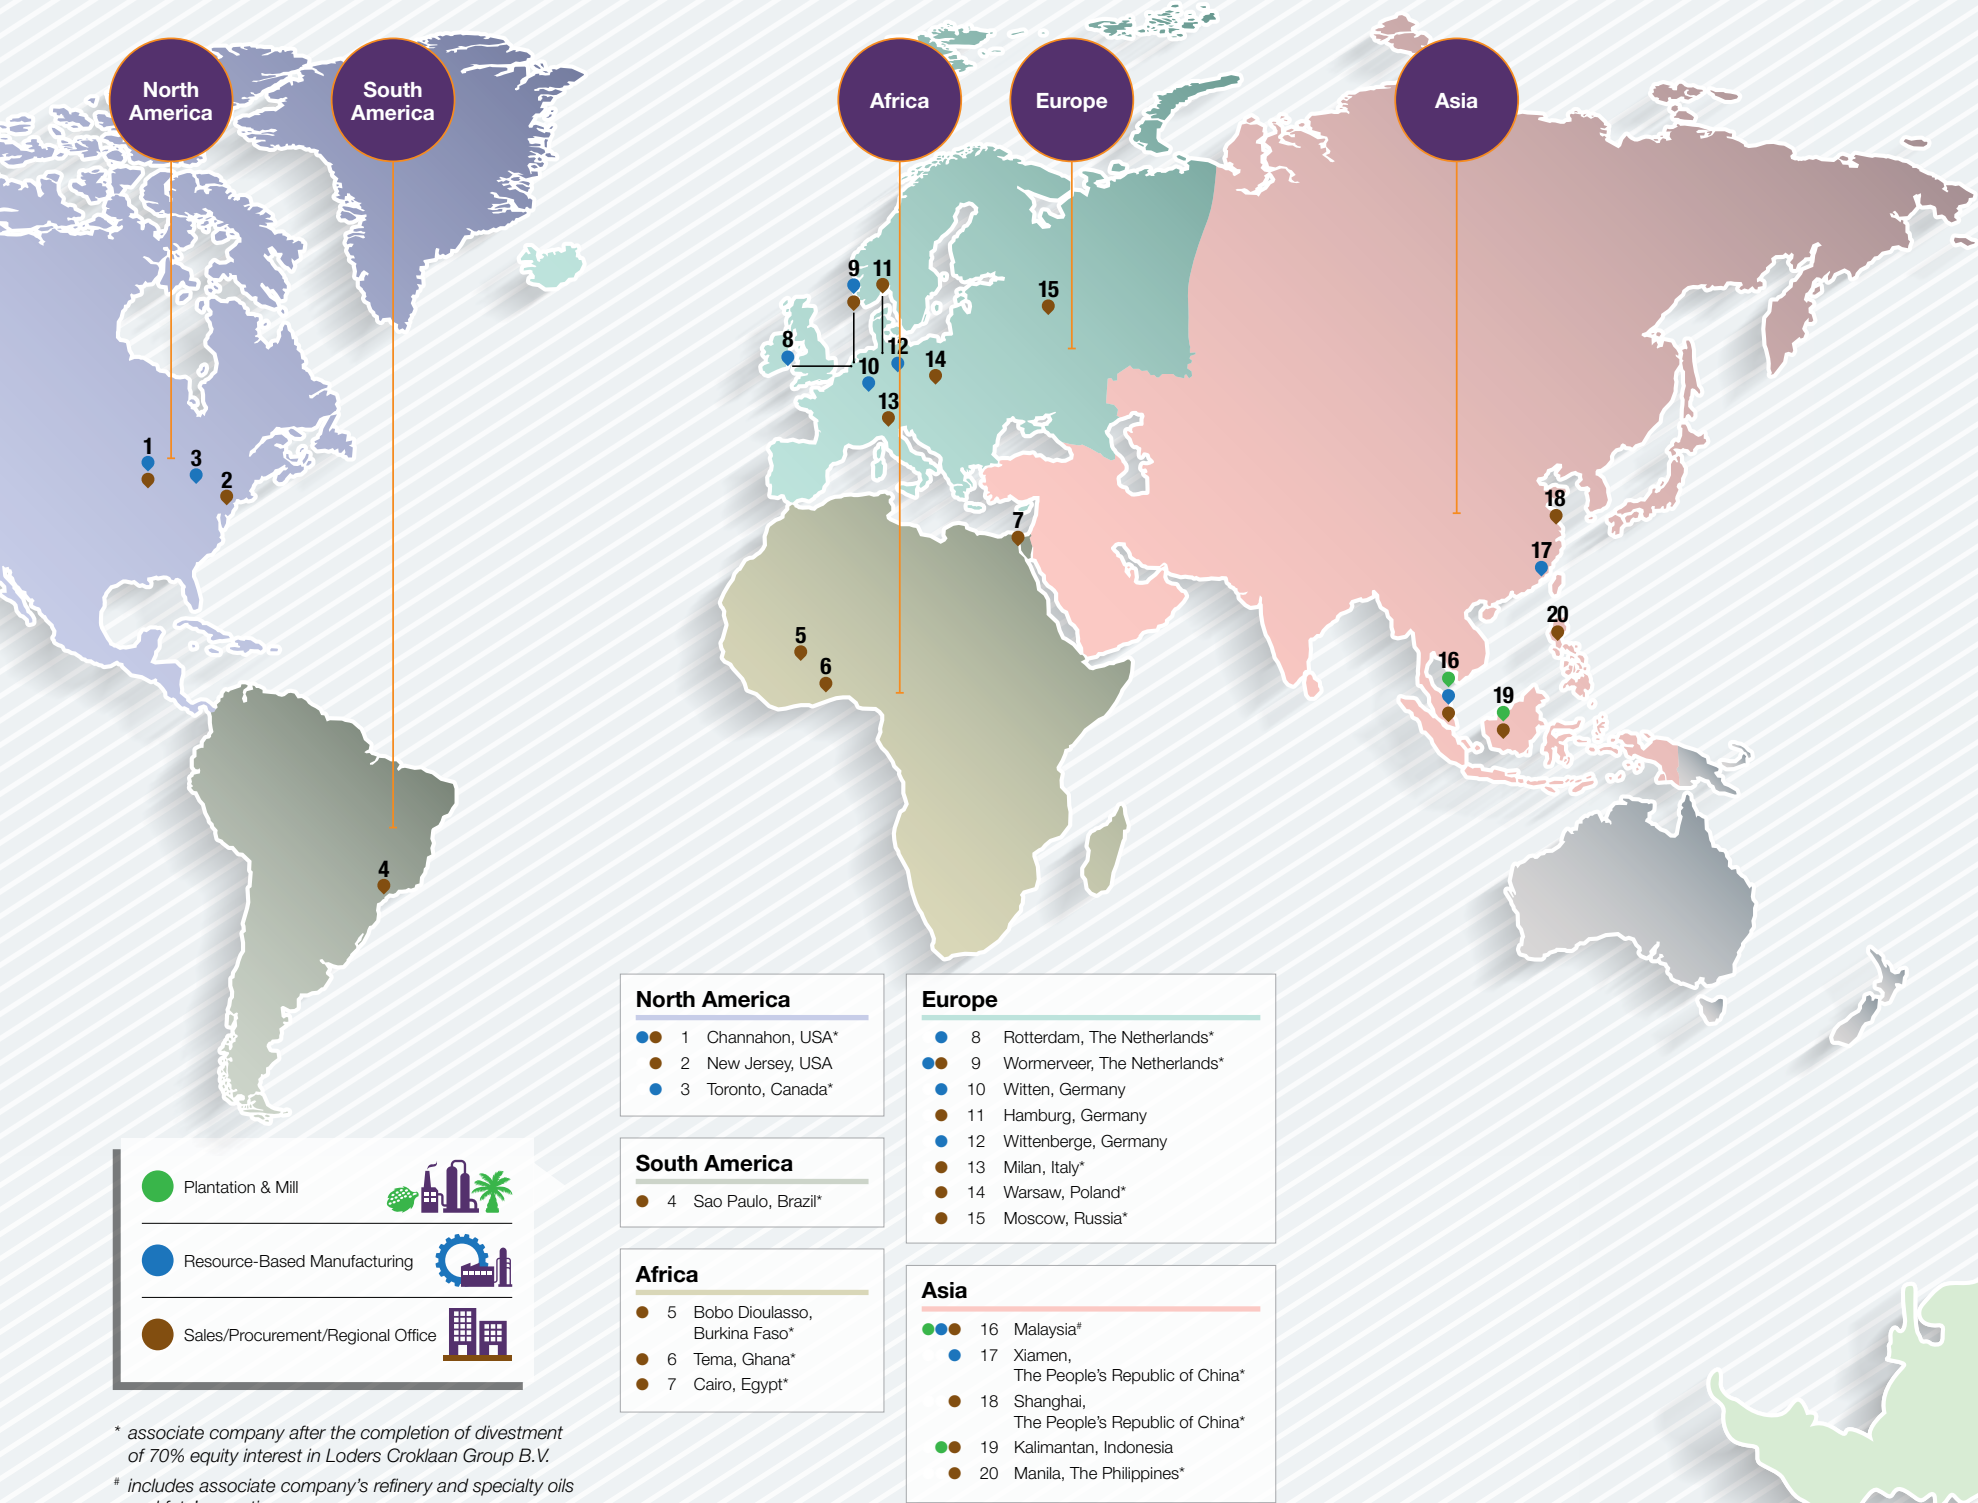 North
America
South
America
Africa
Europe
Asia
9
11
15
8
12
10
14
13
1
3
2
18
7
17
20
5
6
16
19
4
North America
1 Channahon, USA*
2 New Jersey, USA
3 Toronto, Canada*
South America
4 Sao Paulo, Brazil*
Africa
5 Bobo Dioulasso,
Burkina Faso*
6 Tema, Ghana*
7 Cairo, Egypt*
Europe
8 Rotterdam, The Netherlands*
9 Wormerveer, The Netherlands*
10 Witten, Germany
11 Hamburg, Germany
12 Wittenberge, Germany
13 Milan, Italy*
14 Warsaw, Poland*
15 Moscow, Russia*
Asia
16 Malaysia#
17 Xiamen,
The People’s Republic of China*
18 Shanghai,
The People’s Republic of China*
19 Kalimantan, Indonesia
20 Manila, The Philippines*
Plantation & Mill
Resource-Based Manufacturing
Sales/Procurement/Regional Office
* associate company after the completion of divestment
of 70% equity interest in Loders Croklaan Group B.V.
# includes associate company’s refinery and specialty oils